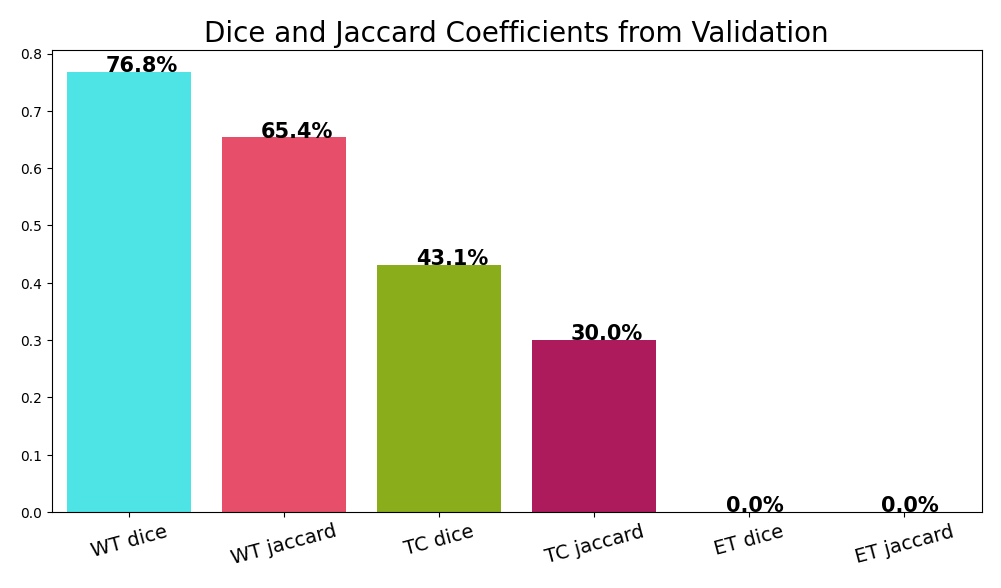 Dice and Jaccard Coefficients from Validation
0.8
0.7
0.6
0.5
0.4
0.3
0.2
0.1
0.0
76.8%
65.4%
43.1%
30.0%
0.0%
0.0%
WT dice
WT jaccard
TC dice
TC jaccard
ET dice
ET jaccard